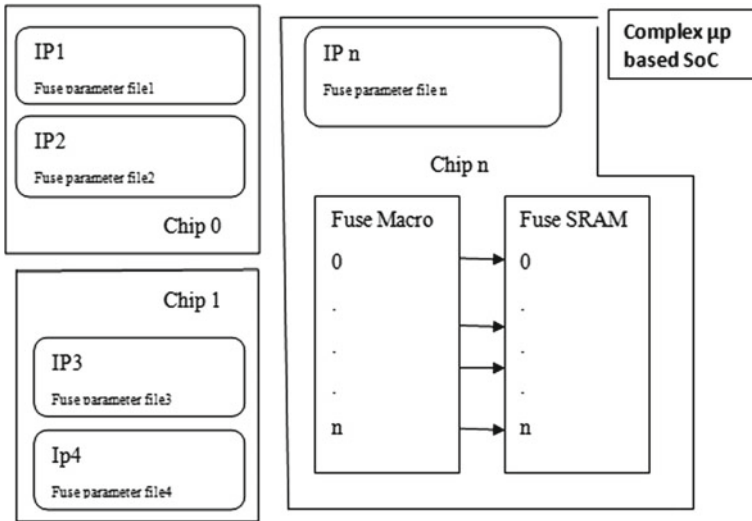 IP1
Fuse parameter file1
IP2
Fuse parameter file2
Chip 0
Chip 1
IP3
Fuse parameter file3
Ip4
Fuse parameter file4
IP n
Fuse parameter file n
Chip n
Fuse Macro
0
.
.
.
n
Fuse SRAM
0
.
.
.
n
Complex μp
based SoC